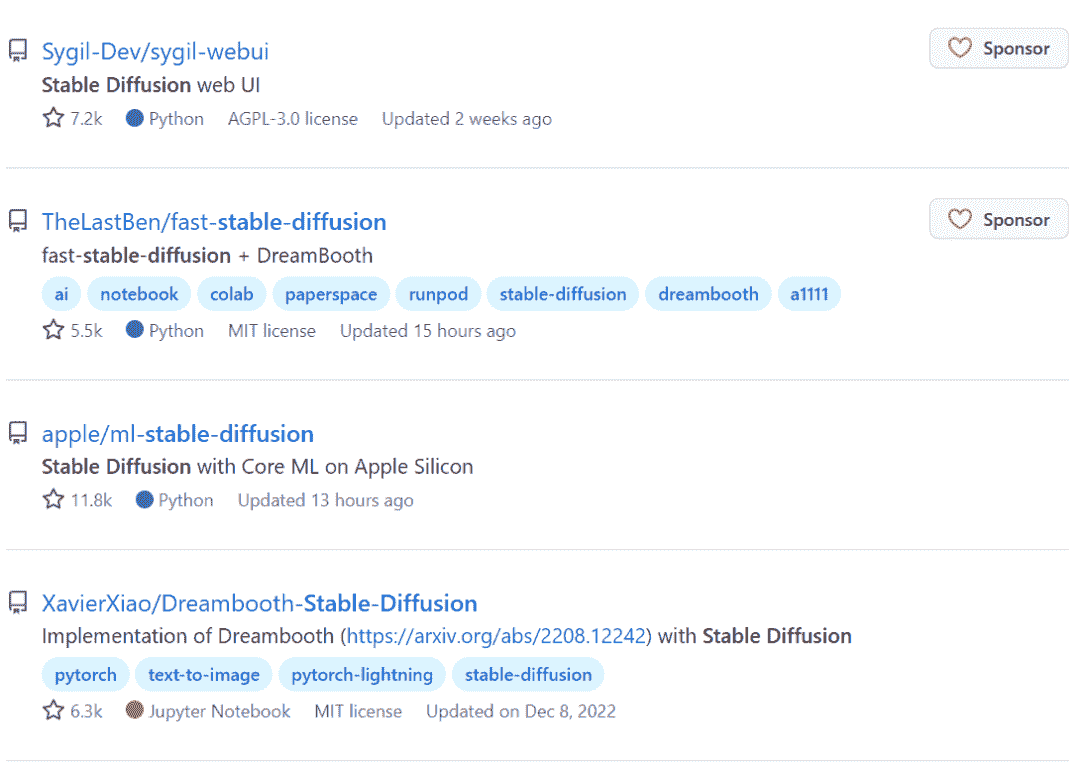 Sygil-Dev/sygil-webui Sponsor
Stable Diffusion web UI
7.2k Python AGPL-3.0 license Updated 2 weeks ago
TheLastBen/fast-stable-diffusion Sponsor
fast-stable-diffusion + DreamBooth
ai notebook colab paperspace runpod stable-diffusion dreambooth a1111
5.5k Python MIT license Updated 15 hours ago
apple/ml-stable-diffusion
Stable Diffusion with Core ML on Apple Silicon
11.8k Python Updated 13 hours ago
XavierXiao/Dreambooth-Stable-Diffusion
Implementation of Dreambooth (https://arxiv.org/abs/2208.12242) with Stable Diffusion
pytorch text-to-image pytorch-lightning stable-diffusion
6.3k Jupyter Notebook MIT license Updated on Dec 8, 2022